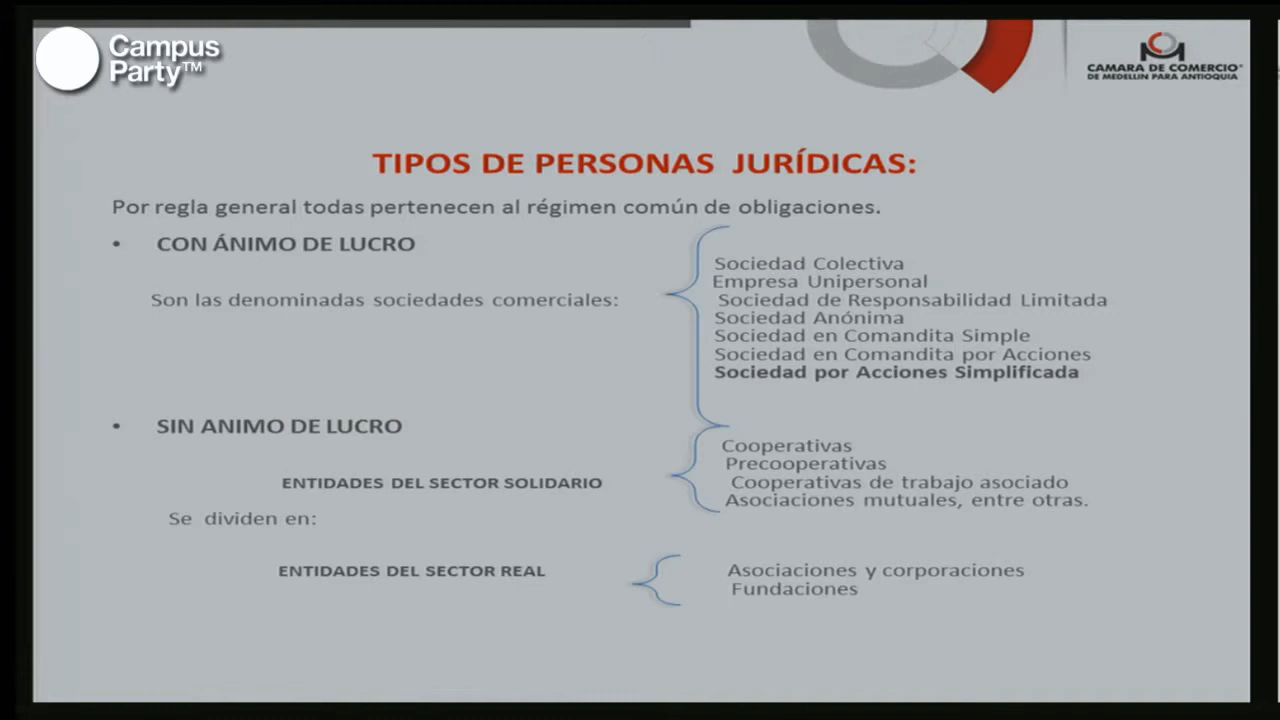 Campus
Party™
CAMARA DE COMERCIO®
DE MEDELLIN PARA ANTIOQUIA
TIPOS DE PERSONAS JURÍDICAS:
Por regla general todas pertenecen al régimen común de obligaciones.
• CON ÁNIMO DE LUCRO
Son las denominadas sociedades comerciales:
Sociedad Colectiva
Empresa Unipersonal
Sociedad de Responsabilidad Limitada
Sociedad Anónima
Sociedad en Comandita Simple
Sociedad en Comandita por Acciones
Sociedad por Acciones Simplificada
• SIN ANIMO DE LUCRO
ENTIDADES DEL SECTOR SOLIDARIO
Cooperativas
Precooperativas
Cooperativas de trabajo asociado
Asociaciones mutuales, entre otras.
Se dividen en:
ENTIDADES DEL SECTOR REAL
Asociaciones y corporaciones
Fundaciones